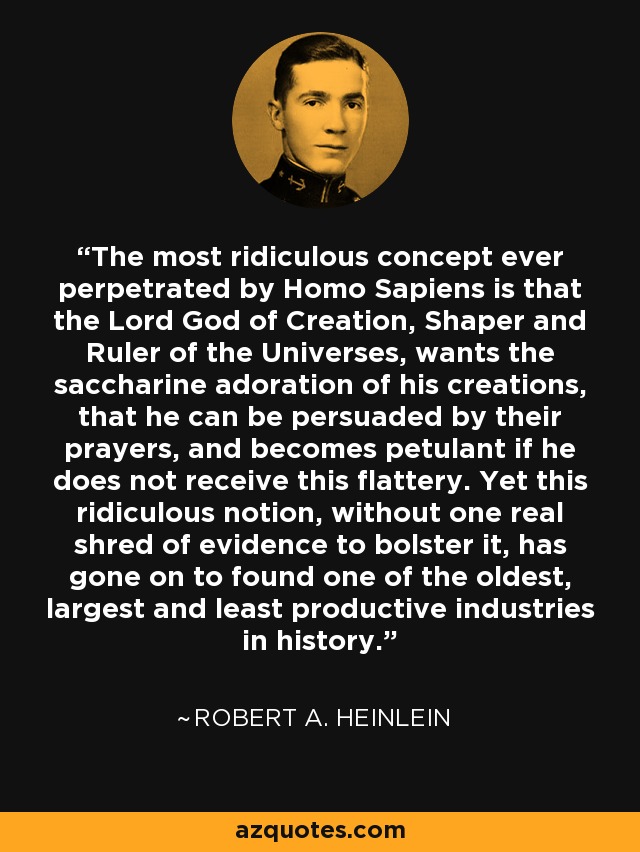 “The most ridiculous concept ever
perpetrated by Homo Sapiens is that
the Lord God of Creation, Shaper and
Ruler of the Universes, wants the
saccharine adoration of his creations,
that he can be persuaded by their
prayers, and becomes petulant if he
does not receive this flattery. Yet this
ridiculous notion, without one real
shred of evidence to bolster it, has
gone on to found one of the oldest,
largest and least productive industries
in history.”
~ROBERT A. HEINLEIN
azquotes.com